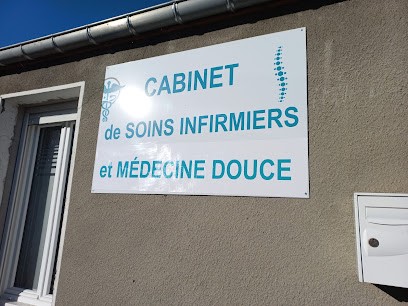 CABINET
de SOINS INFIRMIERS
et MÉDECINE DOUCE